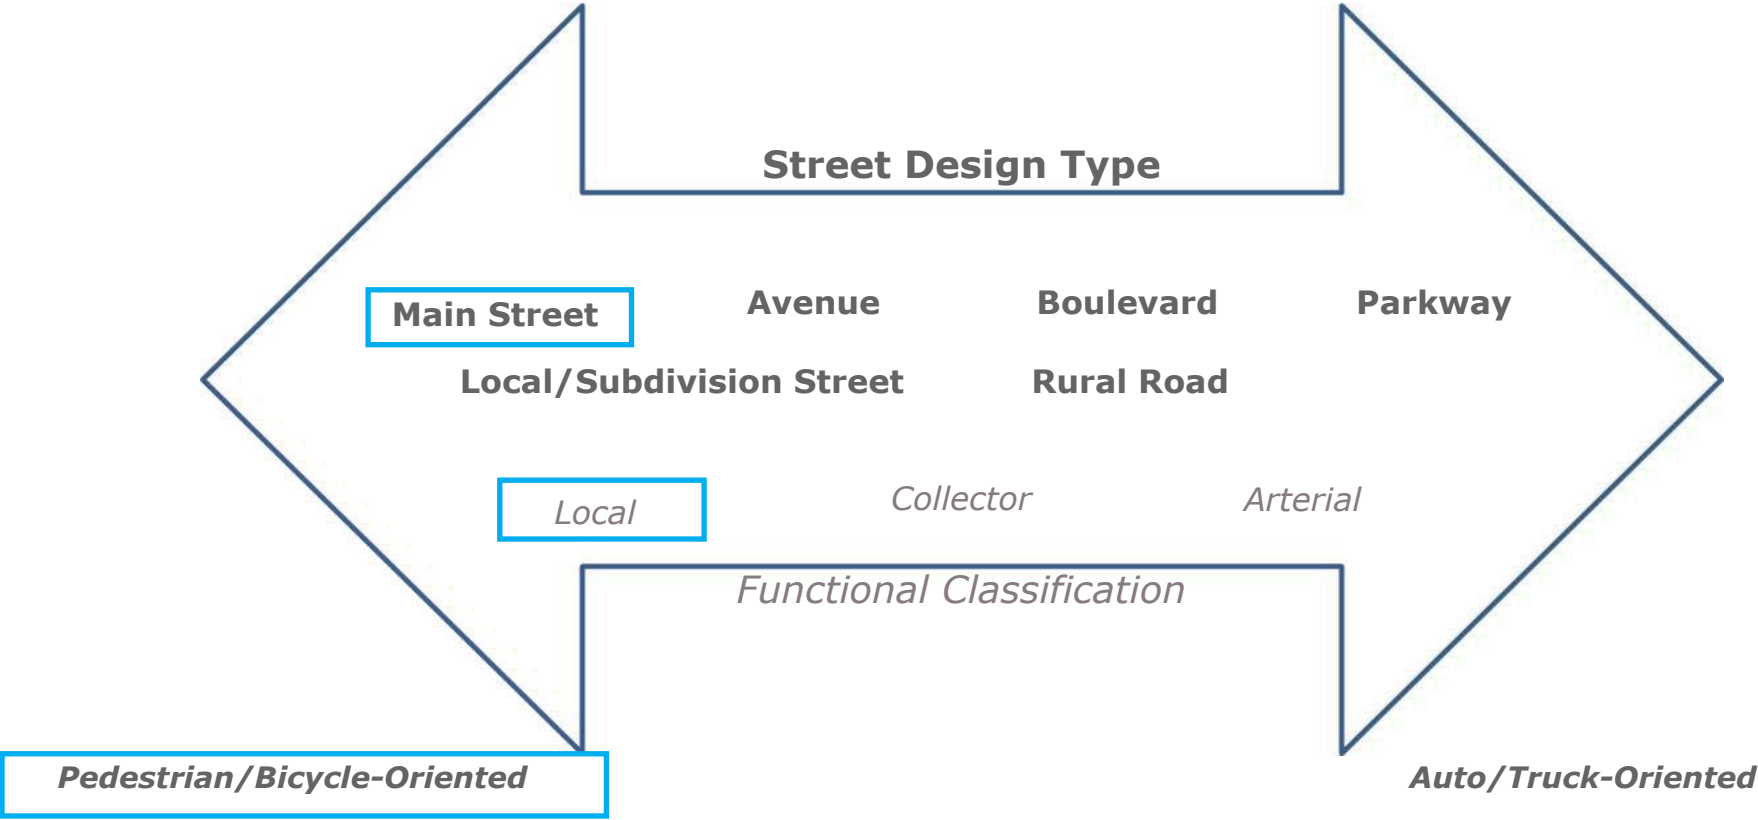 Street Design Type
Main Street
Avenue
Boulevard
Parkway
Local/Subdivision Street
Rural Road
Local
Collector
Arterial
Functional Classification
Pedestrian/Bicycle-Oriented
Auto/Truck-Oriented